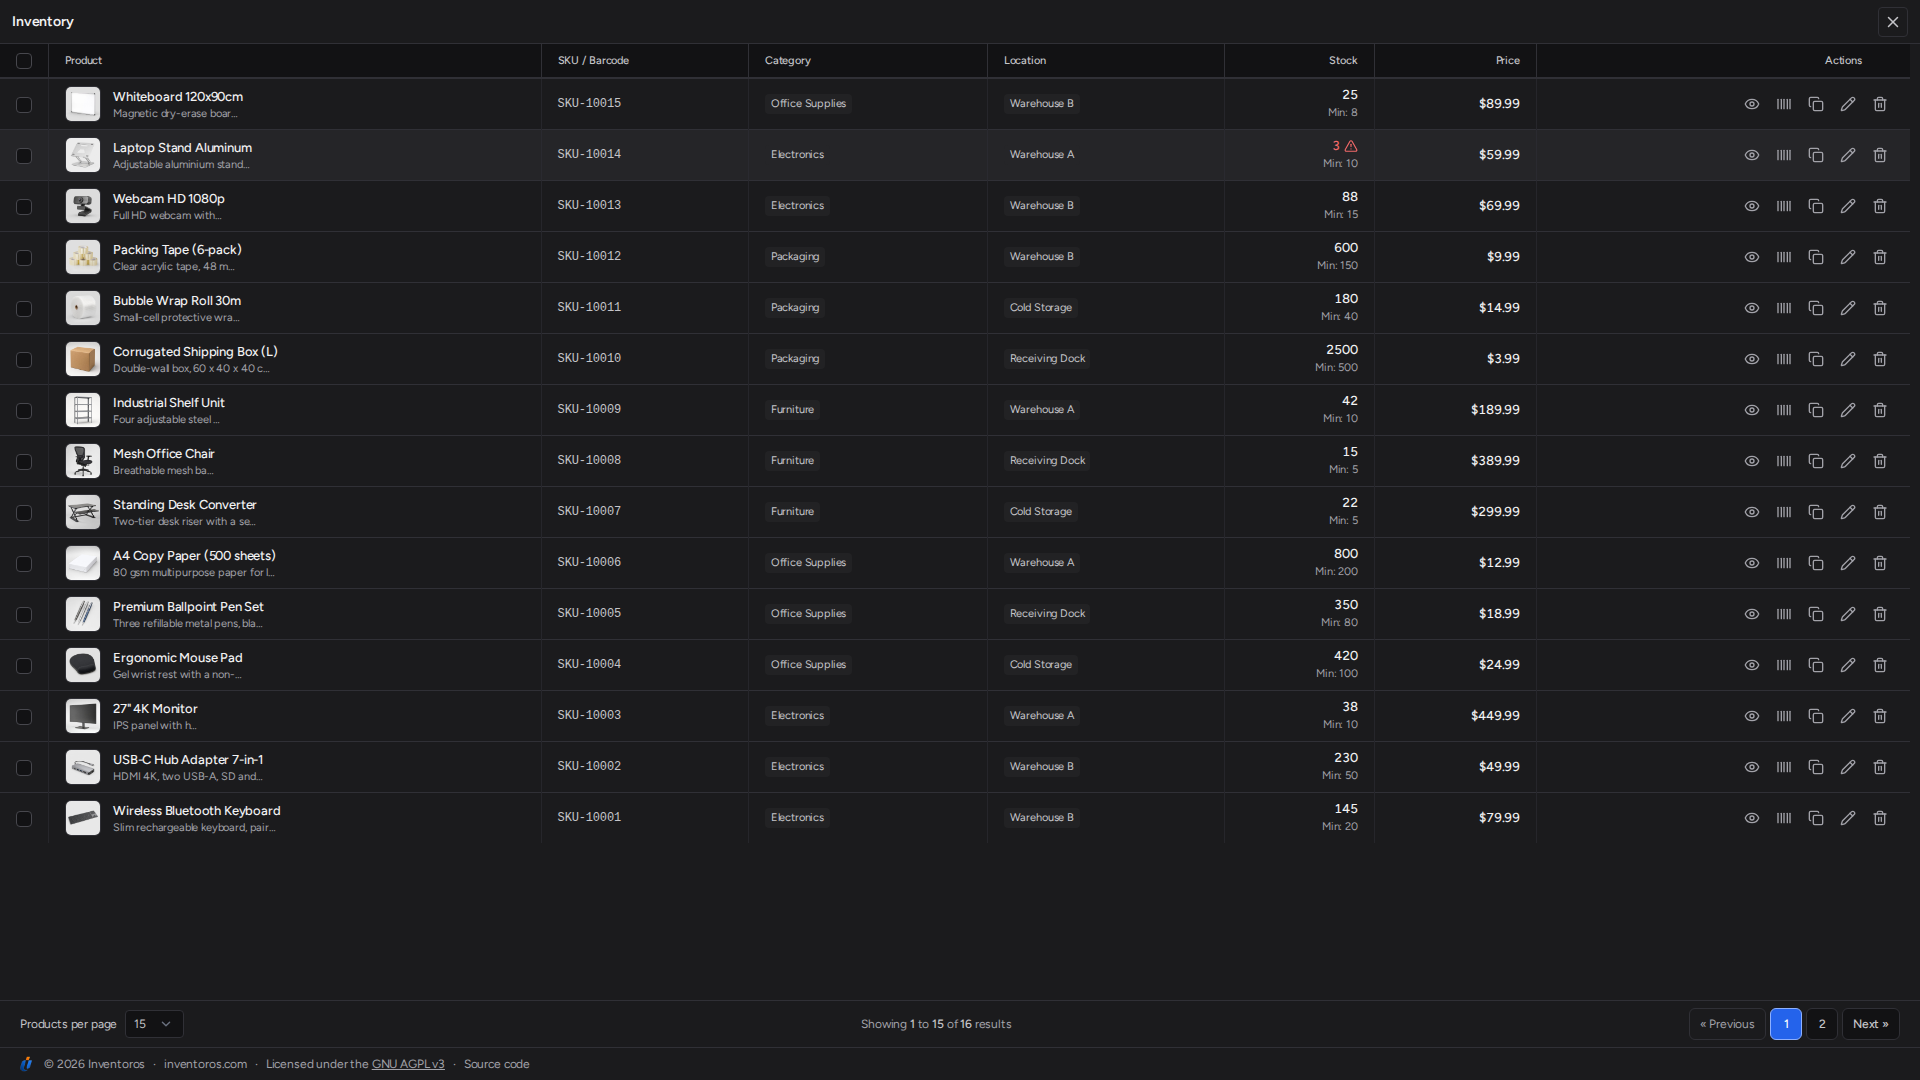 Inventory
Product SKU / Barcode Category Location Stock Price Actions
Whiteboard 120x90cm
Magnetic dry-erase boar...
SKU-10015 Office Supplies Warehouse B
25
Min: 8
$89.99
Laptop Stand Aluminum
Adjustable aluminium stand...
SKU-10014 Electronics Warehouse A
3
Min: 10
$59.99
Webcam HD 1080p
Full HD webcam with...
SKU-10013 Electronics Warehouse B
88
Min: 15
$69.99
Packing Tape (6-pack)
Clear acrylic tape, 48 m...
SKU-10012 Packaging Warehouse B
600
Min: 150
$9.99
Bubble Wrap Roll 30m
Small-cell protective wra...
SKU-10011 Packaging Cold Storage
180
Min: 40
$14.99
Corrugated Shipping Box (L)
Double-wall box, 60 x 40 x 40 c...
SKU-10010 Packaging Receiving Dock
2500
Min: 500
$3.99
Industrial Shelf Unit
Four adjustable steel ...
SKU-10009 Furniture Warehouse A
42
Min: 10
$189.99
Mesh Office Chair
Breathable mesh ba...
SKU-10008 Furniture Receiving Dock
15
Min: 5
$389.99
Standing Desk Converter
Two-tier desk riser with a se...
SKU-10007 Furniture Cold Storage
22
Min: 5
$299.99
A4 Copy Paper (500 sheets)
80 gsm multipurpose paper for l...
SKU-10006 Office Supplies Warehouse A
800
Min: 200
$12.99
Premium Ballpoint Pen Set
Three refillable metal pens, bla...
SKU-10005 Office Supplies Receiving Dock
350
Min: 80
$18.99
Ergonomic Mouse Pad
Gel wrist rest with a non-...
SKU-10004 Office Supplies Cold Storage
420
Min: 100
$24.99
27" 4K Monitor
IPS panel with h...
SKU-10003 Electronics Warehouse A
38
Min: 10
$449.99
USB-C Hub Adapter 7-in-1
HDMI 4K, two USB-A, SD and...
SKU-10002 Electronics Warehouse B
230
Min: 50
$49.99
Wireless Bluetooth Keyboard
Slim rechargeable keyboard, pair...
SKU-10001 Electronics Warehouse B
145
Min: 20
$79.99
Products per page 15 Showing 1 to 15 of 16 results « Previous 1 2 Next »
© 2026 Inventoros · inventoros.com · Licensed under the GNU AGPL v3 · Source code